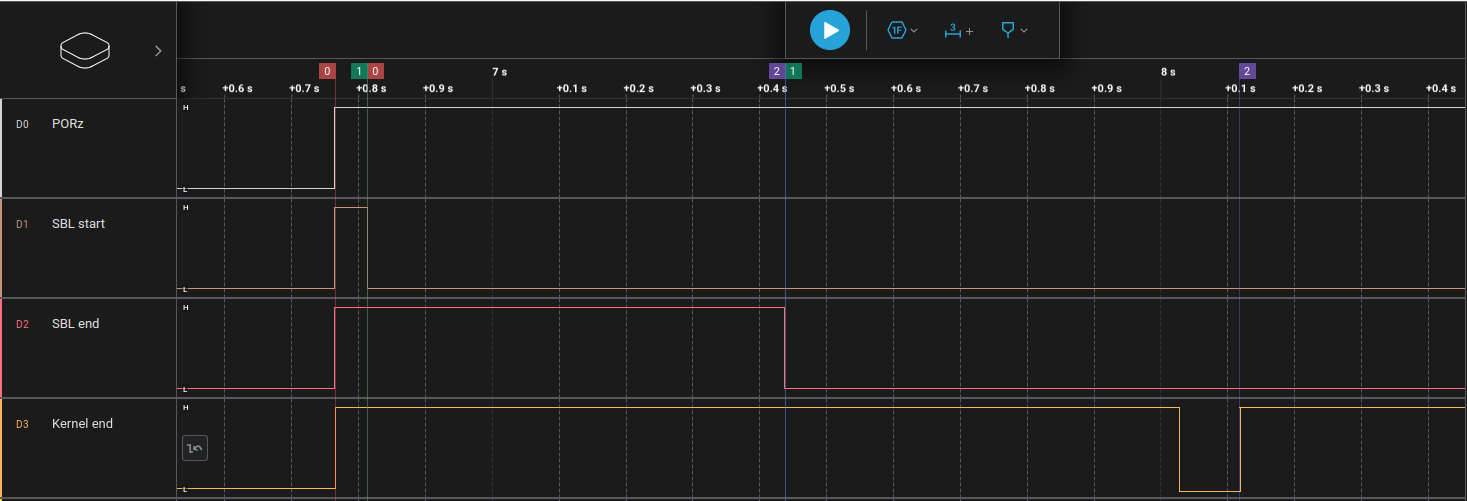 1F
3 +
0 1 0 7 s 2 1 8 s 2
s +0.6 s +0.7 s +0.8 s +0.9 s +0.1 s +0.2 s +0.3 s +0.4 s +0.5 s +0.6 s +0.7 s +0.8 s +0.9 s +0.1 s +0.2 s +0.3 s +0.4 s
H
D0 PORz
L
H
D1 SBL start
L
H
D2 SBL end
L
H
D3 Kernel end
L